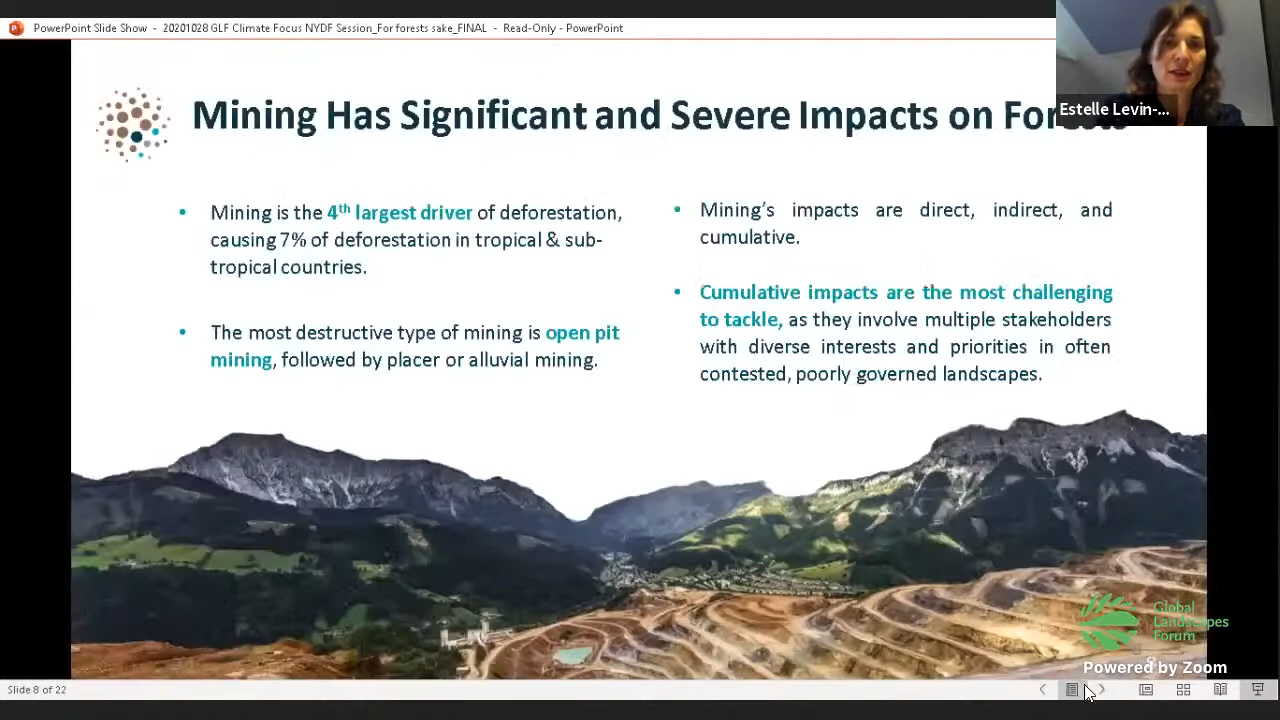 PowerPoint Slide Show - 20201028 GLF Climate Focus NYDF Session_For forests sake_FINAL - Read-Only - PowerPoint
Estelle Levin-...
Mining Has Significant and Severe Impacts on Forests
• Mining is the 4th largest driver of deforestation,
causing 7% of deforestation in tropical & sub-
tropical countries.
• The most destructive type of mining is open pit
mining, followed by placer or alluvial mining.
• Mining's impacts are direct, indirect, and
cumulative.
• Cumulative impacts are the most challenging
to tackle, as they involve multiple stakeholders
with diverse interests and priorities in often
contested, poorly governed landscapes.
Global
Landscapes
Forum
Powered by Zoom
Slide 8 of 22